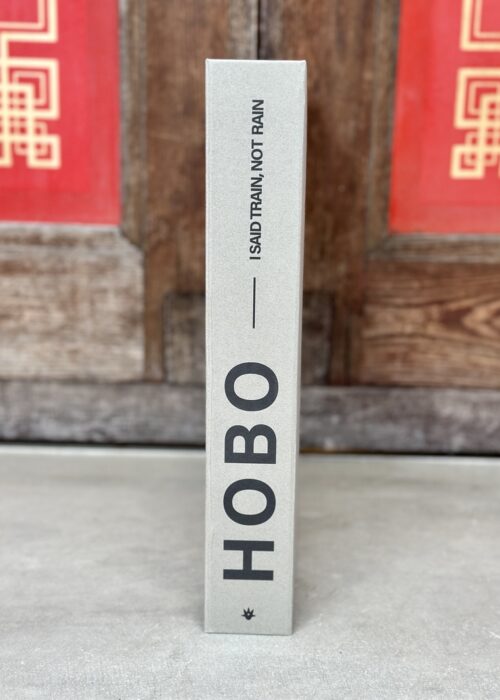 HOBO — I SAID TRAIN, NOT RAIN